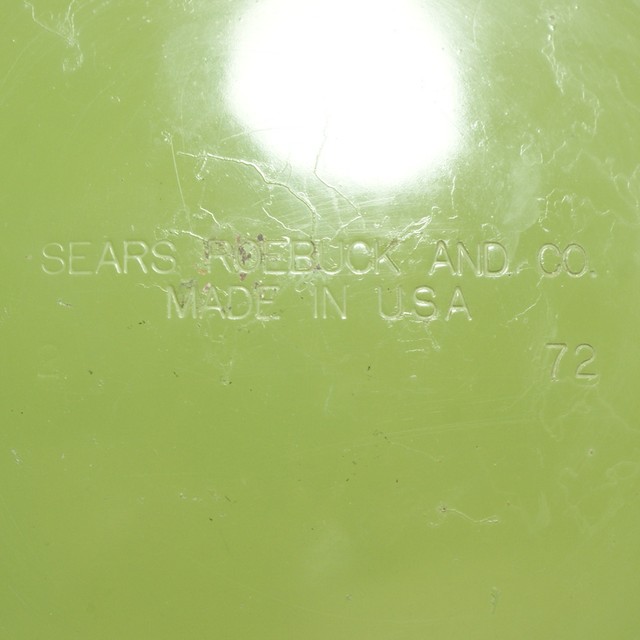 SEARS ROEBUCK AND CO.
MADE IN U.S.A
72